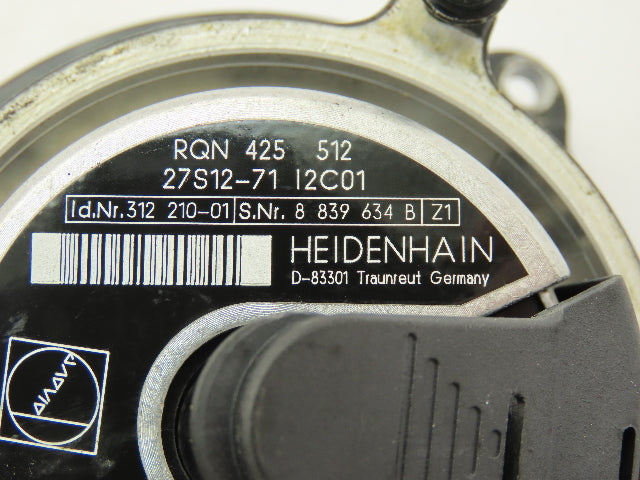 RQN 425 512
27S12-71 12C01
Id.Nr.312 210-01 S.Nr. 8 839 634 B Z1
HEIDENHAIN
D-83301 Traunreut Germany